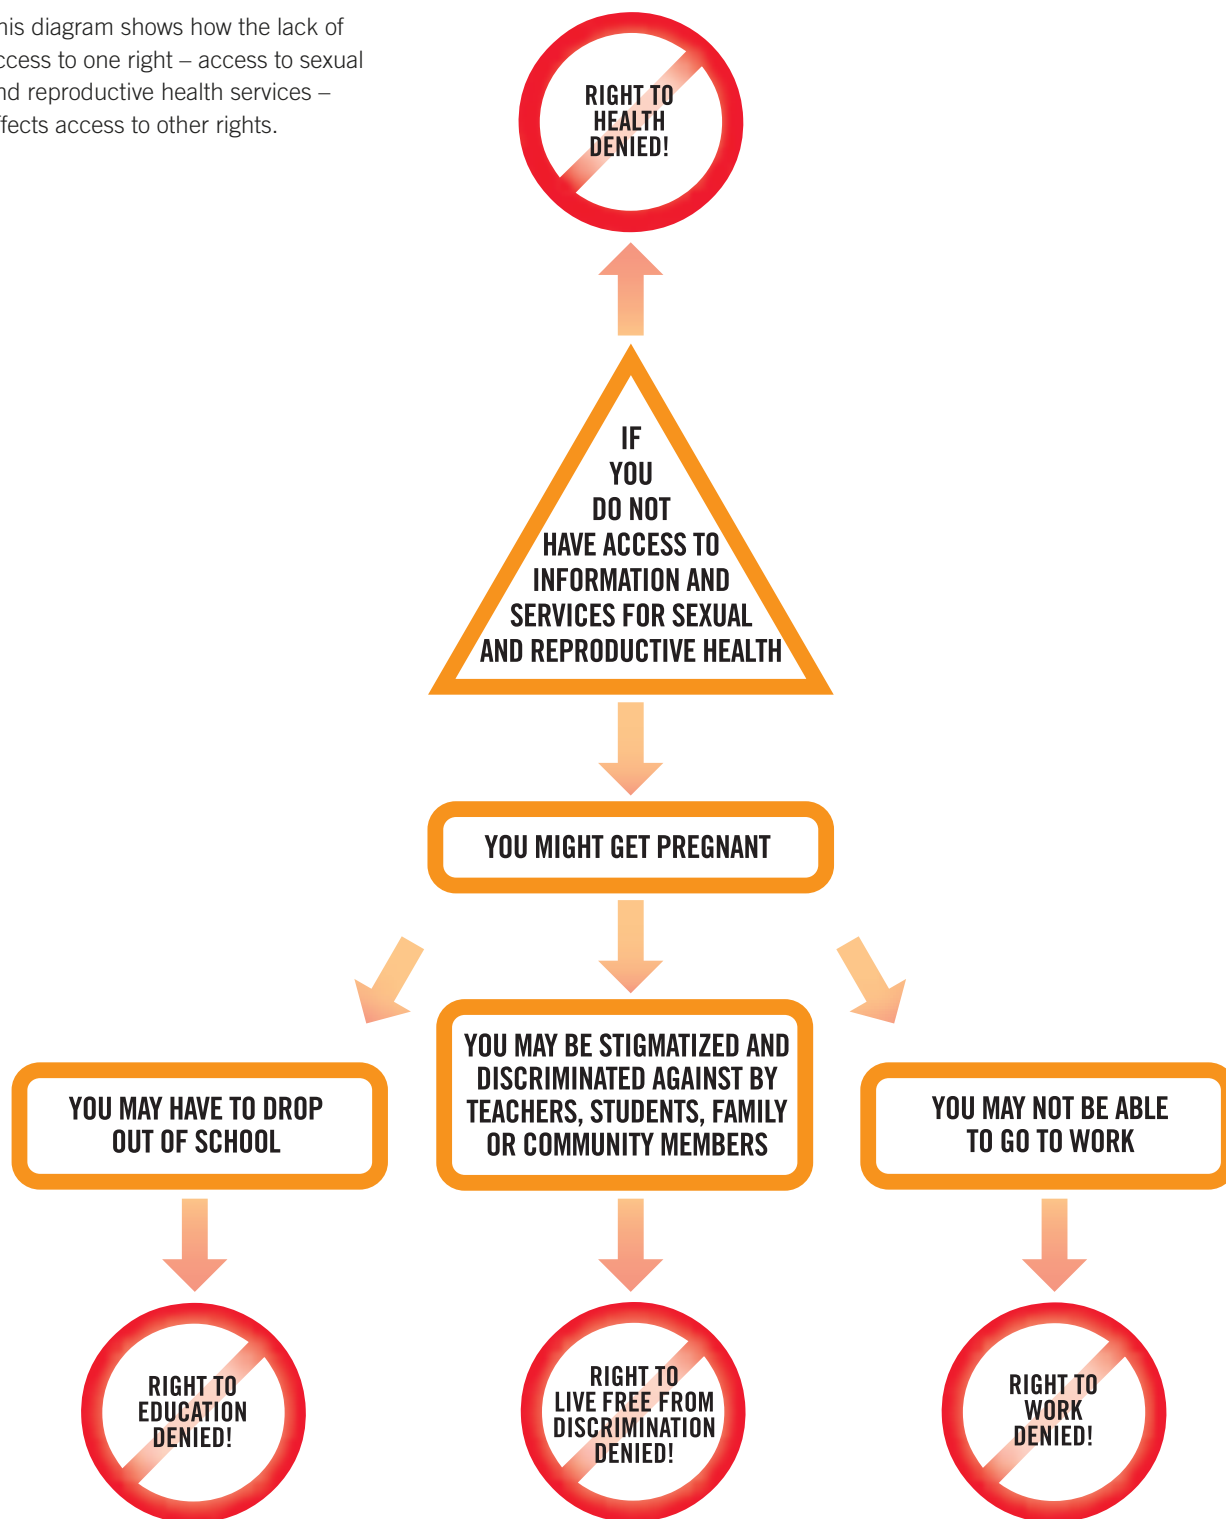 his diagram shows how the lack of
ccess to one right – access to sexual
nd reproductive health services –
ffects access to other rights.
RIGHT TO
HEALTH
DENIED!
IF
YOU
DO NOT
HAVE ACCESS TO
INFORMATION AND
SERVICES FOR SEXUAL
AND REPRODUCTIVE HEALTH
YOU MIGHT GET PREGNANT
YOU MAY HAVE TO DROP
OUT OF SCHOOL
YOU MAY BE STIGMATIZED AND
DISCRIMINATED AGAINST BY
TEACHERS, STUDENTS, FAMILY
OR COMMUNITY MEMBERS
YOU MAY NOT BE ABLE
TO GO TO WORK
RIGHT TO
EDUCATION
DENIED!
RIGHT TO
LIVE FREE FROM
DISCRIMINATION
DENIED!
RIGHT TO
WORK
DENIED!